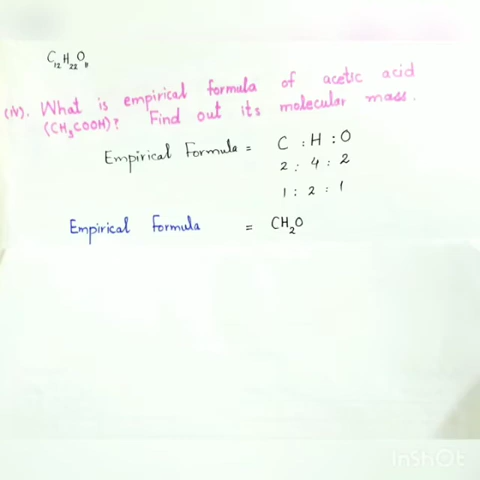 C₁₂H₂₂O₁₁
(iv). What is empirical formula of acetic acid
(CH₃COOH)? Find out its molecular mass.
Empirical Formula = C : H : O
2 : 4 : 2
1 : 2 : 1
Empirical Formula = CH₂O
InShOt